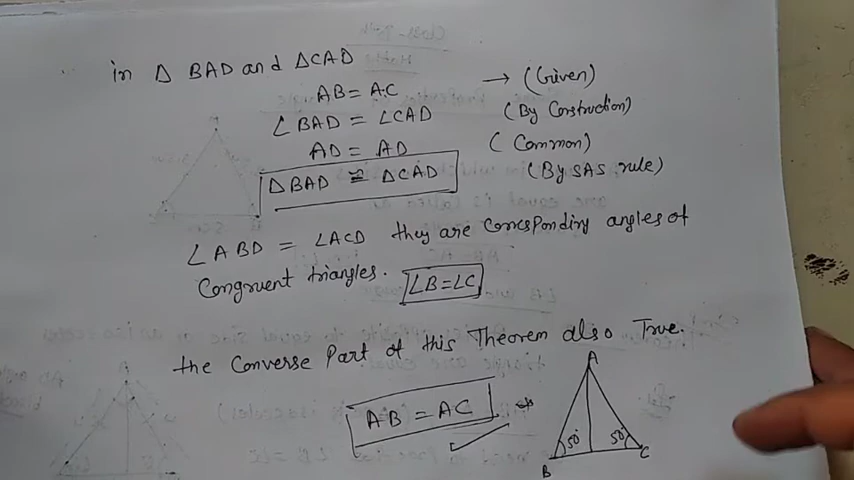 in Δ BAD and ΔCAD
AB = AC → (Given)
∠BAD = ∠CAD (By Construction)
AD = AD (Common)
ΔBAD ≅ ΔCAD (By SAS rule)
∠ABD = ∠ACD they are corresponding angles of
Congruent triangles. ∠B=∠C
the Converse Part of this Theorem also True.
AB = AC
A
50° 50°
B C